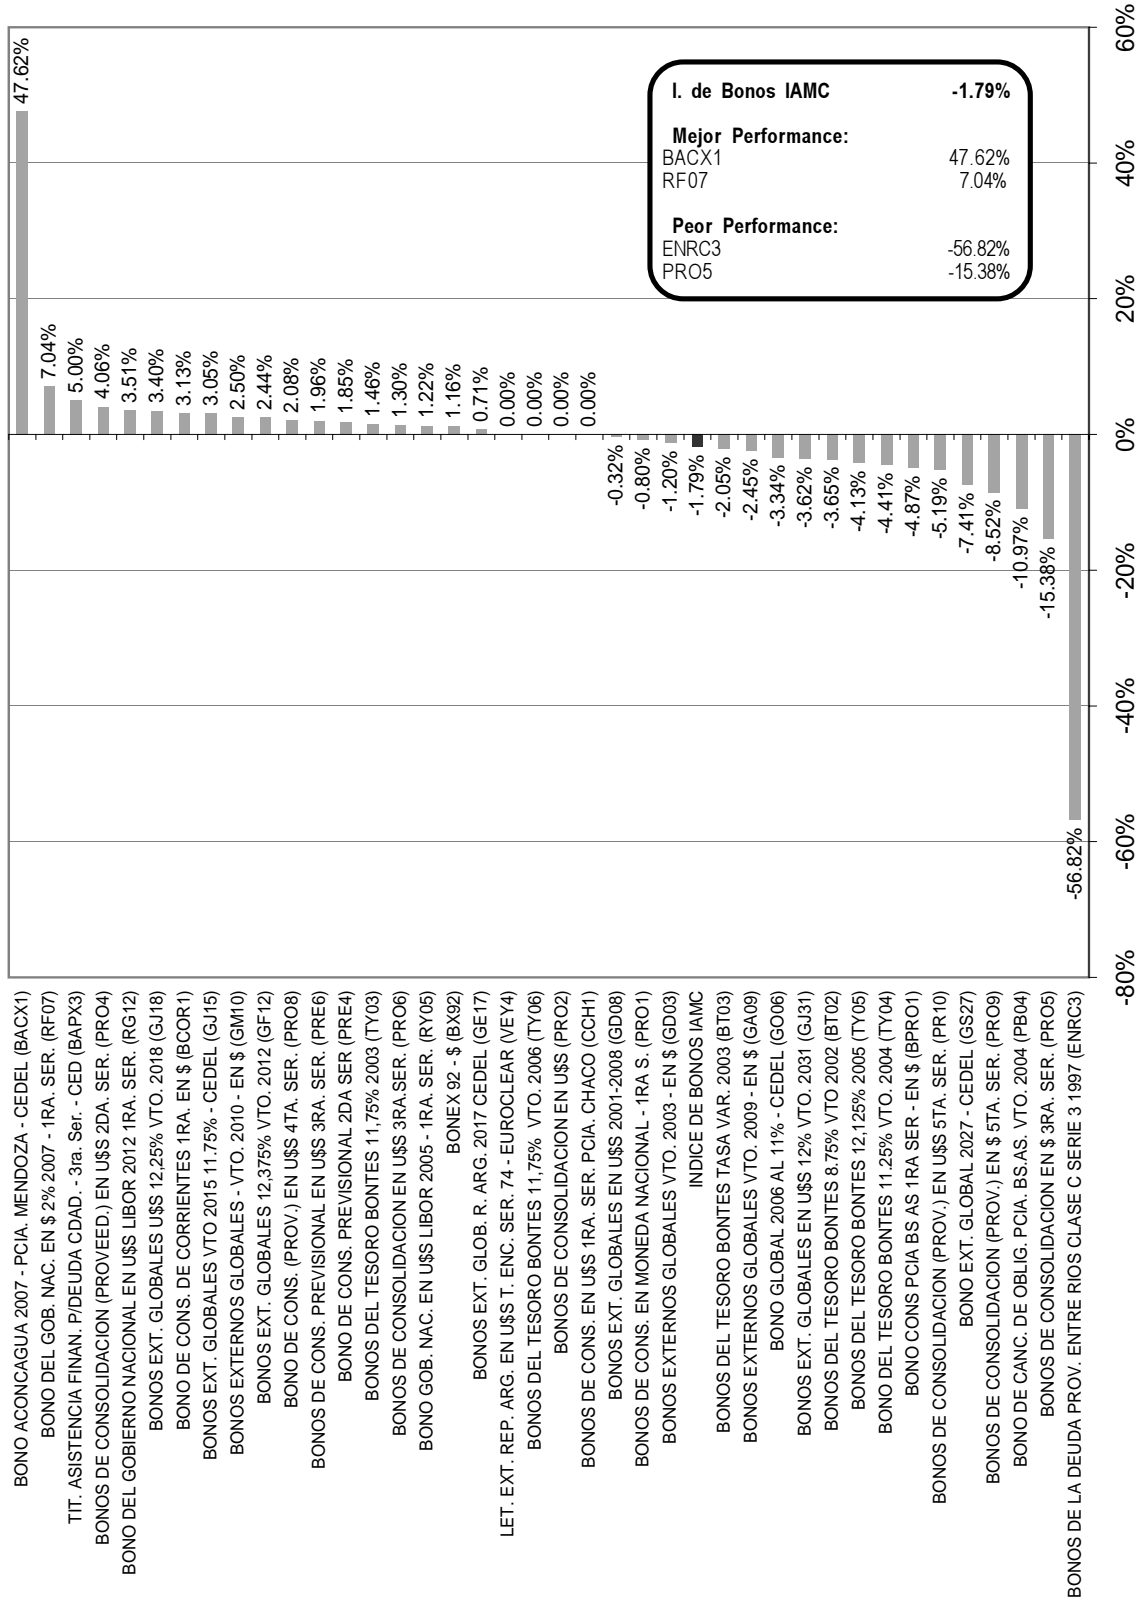 60%
40%
20%
0%
-20%
-40%
-60%
-80%
I. de Bonos IAMC -1.79%
Mejor Performance:
BACX1 47.62%
RF07 7.04%
Peor Performance:
ENRC3 -56.82%
PRO5 -15.38%
BONO ACONCAGUA 2007 - PCIA. MENDOZA - CEDEL (BACX1) 47.62%
BONO DEL GOB. NAC. EN $ 2% 2007 - 1RA. SER. (RF07) 7.04%
TIT. ASISTENCIA FINAN. P/DEUDA CDAD. - 3ra. Ser. - CED (BAPX3) 5.00%
BONOS DE CONSOLIDACION (PROVEED.) EN U$S 2DA. SER. (PRO4) 4.06%
BONO DEL GOBIERNO NACIONAL EN U$S LIBOR 2012 1RA. SER. (RG12) 3.51%
BONOS EXT. GLOBALES U$S 12,25% VTO. 2018 (GJ18) 3.40%
BONO DE CONS. DE CORRIENTES 1RA. EN $ (BCOR1) 3.13%
BONOS EXT. GLOBALES VTO 2015 11.75% - CEDEL (GJ15) 3.05%
BONOS EXTERNOS GLOBALES - VTO. 2010 - EN $ (GM10) 2.50%
BONOS EXT. GLOBALES 12,375% VTO. 2012 (GF12) 2.44%
BONO DE CONS. (PROV.) EN U$S 4TA. SER. (PRO8) 2.08%
BONOS DE CONS. PREVISIONAL EN U$S 3RA. SER. (PRE6) 1.96%
BONO DE CONS. PREVISIONAL 2DA SER (PRE4) 1.85%
BONOS DEL TESORO BONTES 11,75% 2003 (TY03) 1.46%
BONOS DE CONSOLIDACION EN U$S 3RA.SER. (PRO6) 1.30%
BONO GOB. NAC. EN U$S LIBOR 2005 - 1RA. SER. (RY05) 1.22%
BONEX 92 - $ (BX92) 1.16%
BONOS EXT. GLOB. R. ARG. 2017 CEDEL (GE17) 0.71%
LET. EXT. REP. ARG. EN U$S T. ENC. SER. 74 - EUROCLEAR (VEY4) 0.00%
BONOS DEL TESORO BONTES 11,75% VTO. 2006 (TY06) 0.00%
BONOS DE CONSOLIDACION EN U$S (PRO2) 0.00%
BONOS DE CONS. EN U$S 1RA. SER. PCIA. CHACO (CCH1) 0.00%
BONOS EXT. GLOBALES EN U$S 2001-2008 (GD08) -0.32%
BONOS DE CONS. EN MONEDA NACIONAL - 1RA S. (PRO1) -0.80%
BONOS EXTERNOS GLOBALES VTO. 2003 - EN $ (GD03) -1.20%
INDICE DE BONOS IAMC -1.79%
BONOS DEL TESORO BONTES TASA VAR. 2003 (BT03) -2.05%
BONOS EXTERNOS GLOBALES VTO. 2009 - EN $ (GA09) -2.45%
BONO GLOBAL 2006 AL 11% - CEDEL (GO06) -3.34%
BONOS EXT. GLOBALES EN U$S 12% VTO. 2031 (GJ31) -3.62%
BONOS DEL TESORO BONTES 8.75% VTO 2002 (BT02) -3.65%
BONOS DEL TESORO BONTES 12,125% 2005 (TY05) -4.13%
BONO DEL TESORO BONTES 11.25% VTO. 2004 (TY04) -4.41%
BONO CONS PCIA BS AS 1RA SER - EN $ (BPRO1) -4.87%
BONOS DE CONSOLIDACION (PROV.) EN U$S 5TA. SER. (PR10) -5.19%
BONO EXT. GLOBAL 2027 - CEDEL (GS27) -7.41%
BONOS DE CONSOLIDACION (PROV.) EN $ 5TA. SER. (PRO9) -8.52%
BONO DE CANC. DE OBLIG. PCIA. BS.AS. VTO. 2004 (PB04) -10.97%
BONOS DE CONSOLIDACION EN $ 3RA. SER. (PRO5) -15.38%
BONOS DE LA DEUDA PROV. ENTRE RIOS CLASE C SERIE 3 1997 (ENRC3) -56.82%